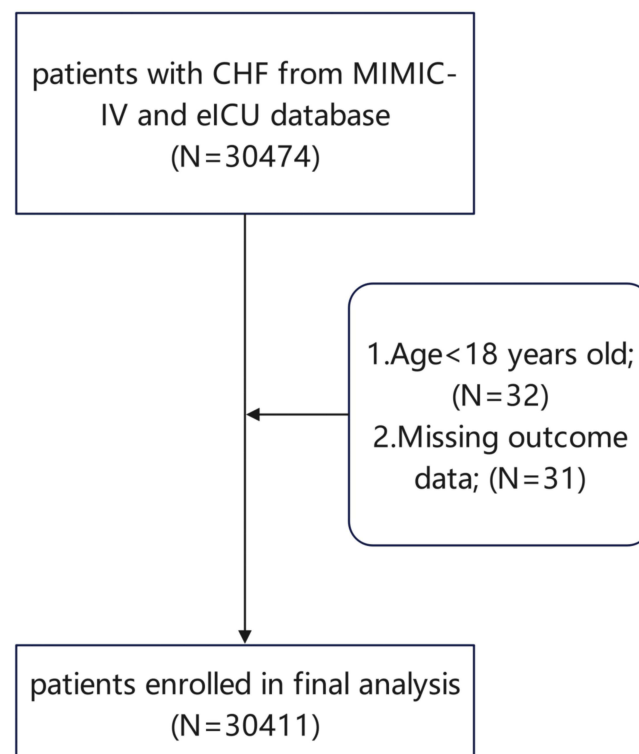 patients with CHF from MIMIC-
IV and eICU database
(N=30474)
1.Age<18 years old;
(N=32)
2.Missing outcome
data; (N=31)
patients enrolled in final analysis
(N=30411)